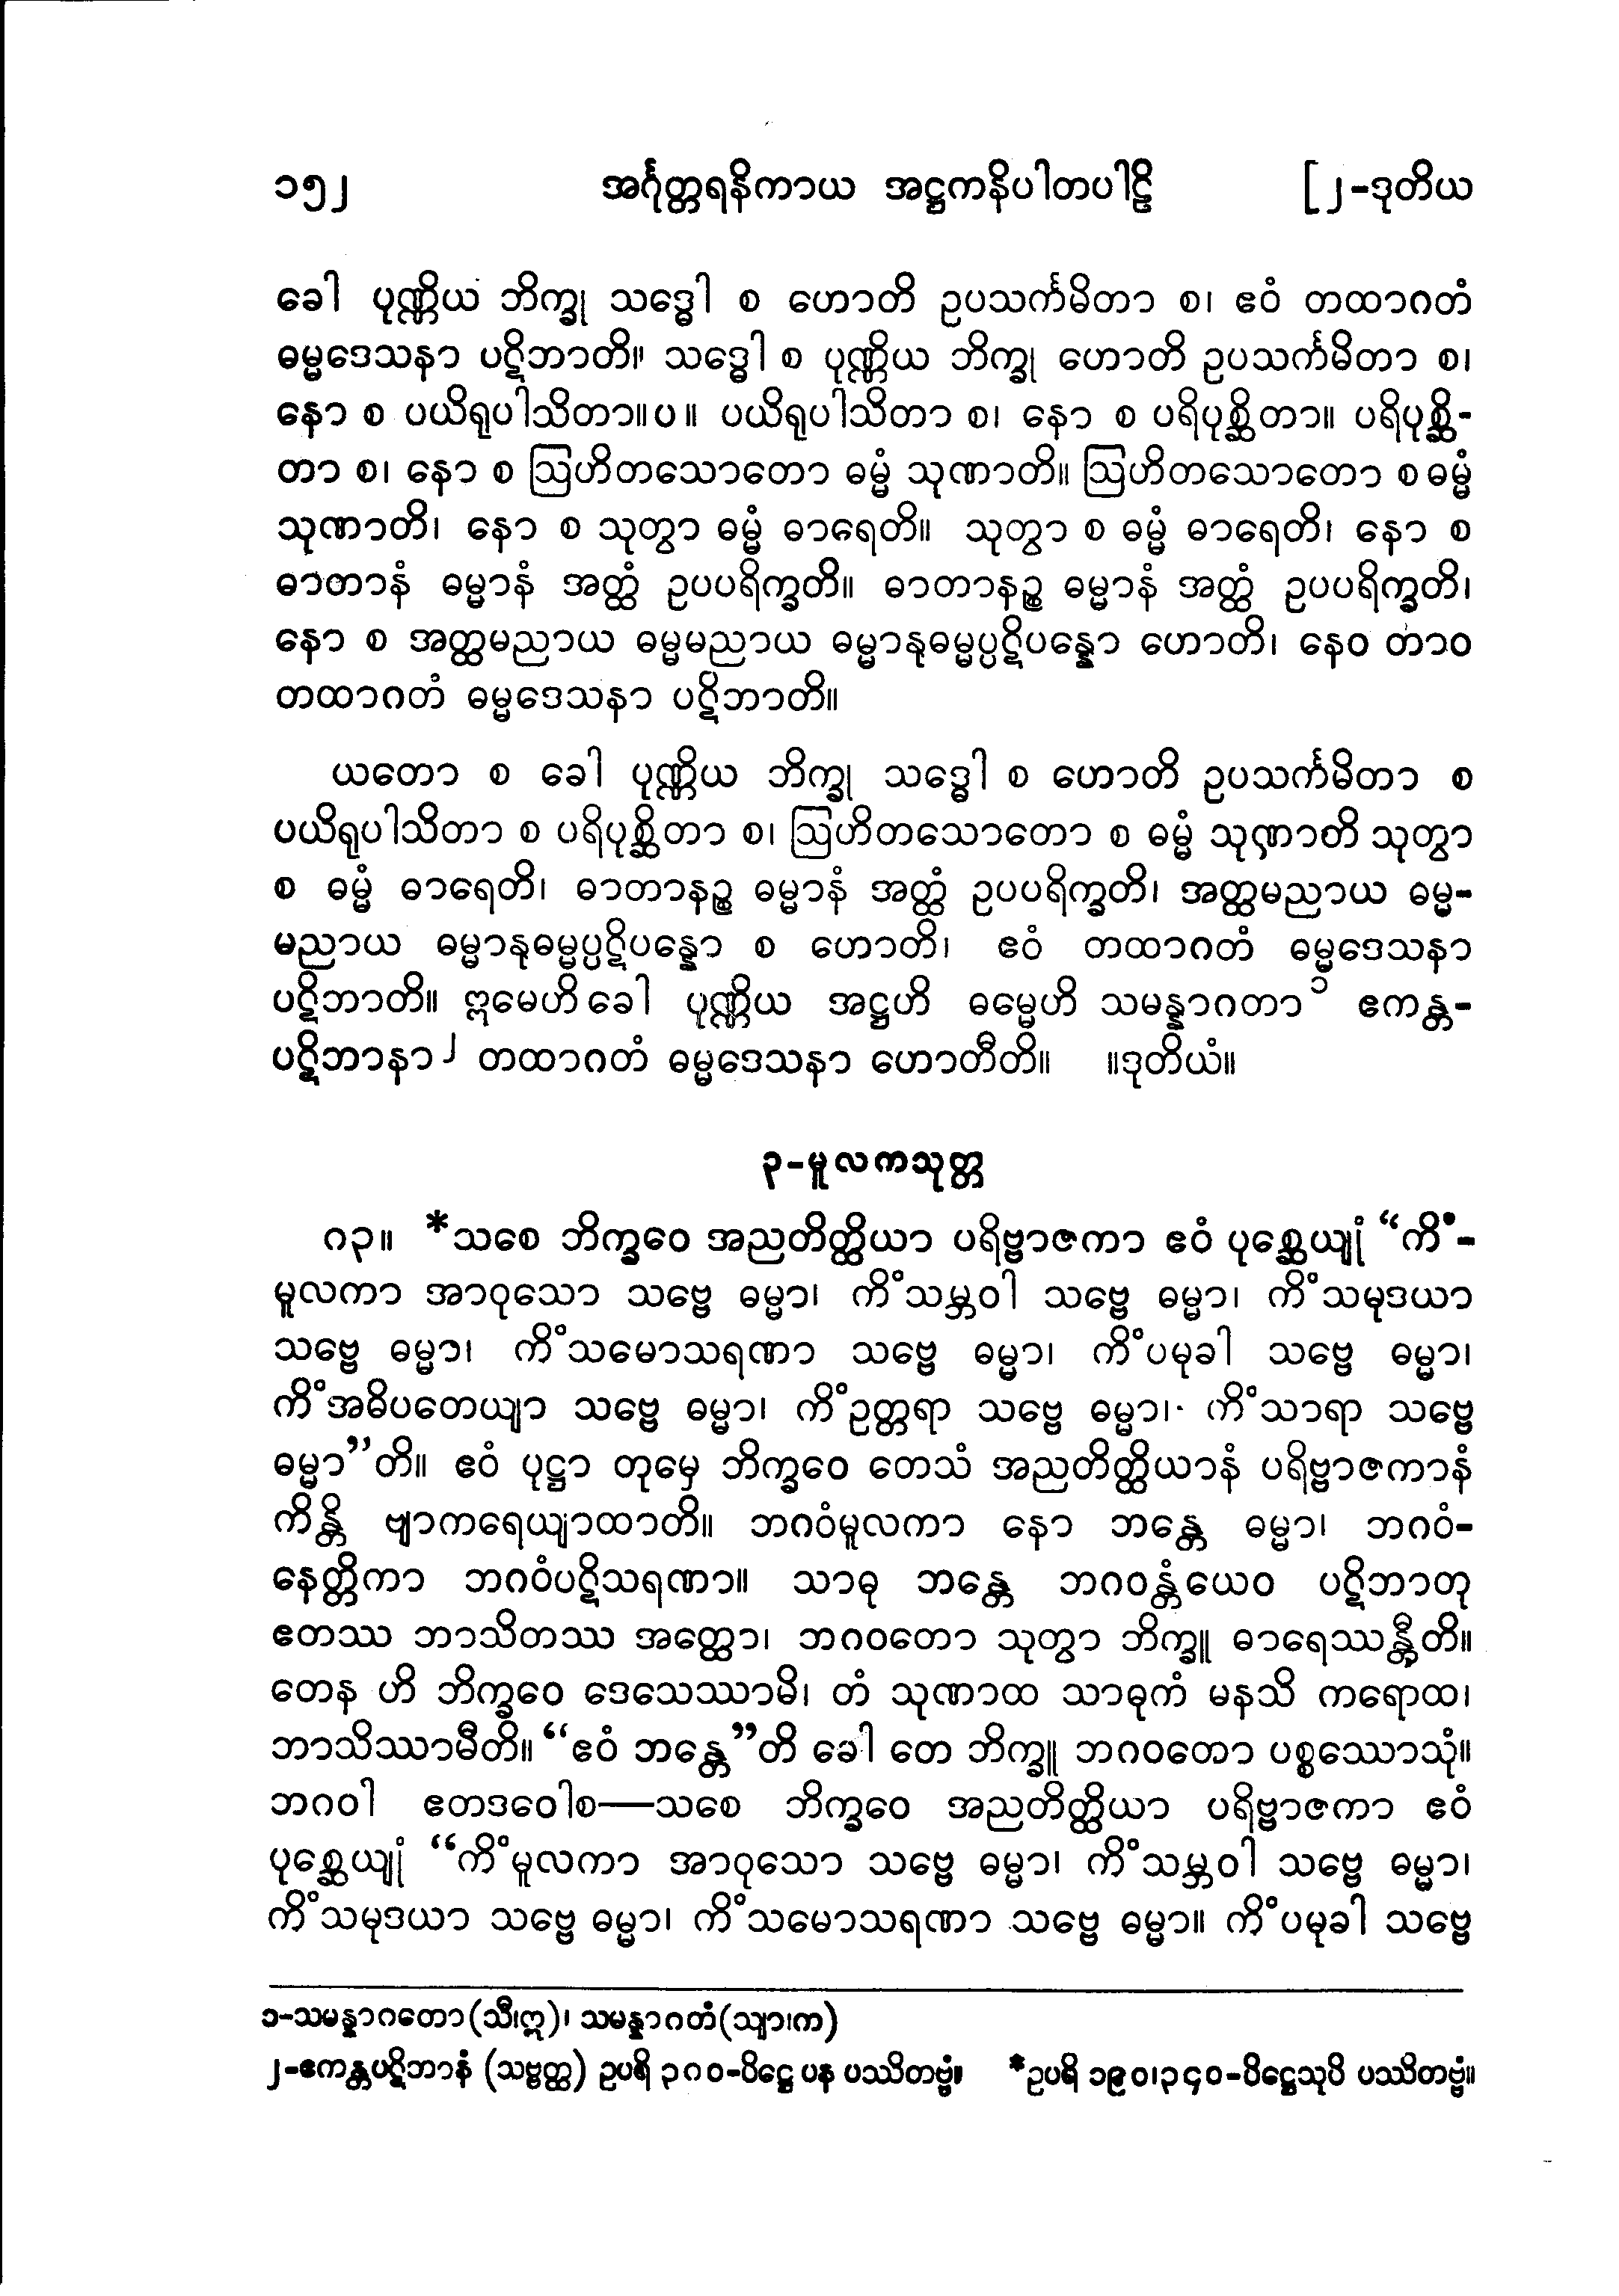 ၁၅၂ အင်္ဂုတ္တရနိကာယ အဋ္ဌကနိပါတပါဠိ [၂-ဒုတိယ
ခေါ ပုဏ္ဏိယ ဘိက္ခု သဒ္ဓေါ စ ဟောတိ ဥပသင်္ကမိတာ စ၊ ဧဝံ တထာဂတံ
ဓမ္မဒေသနာ ပဋိဘာတိ။ သဒ္ဓေါ စ ပုဏ္ဏိယ ဘိက္ခု ဟောတိ ဥပသင်္ကမိတာ စ၊
နော စ ပယိရုပါသိတာ။ပ။ ပယိရုပါသိတာ စ၊ နော စ ပရိပုစ္ဆိတာ။ ပရိပုစ္ဆိ-
တာ စ၊ နော စ ဩဟိတသောတော ဓမ္မံ သုဏာတိ။ ဩဟိတသောတော စ ဓမ္မံ
သုဏာတိ၊ နော စ သုတွာ ဓမ္မံ ဓာရေတိ။ သုတွာ စ ဓမ္မံ ဓာရေတိ၊ နော စ
ဓာတာနံ ဓမ္မာနံ အတ္ထံ ဥပပရိက္ခတိ။ ဓာတာနဉ္စ ဓမ္မာနံ အတ္ထံ ဥပပရိက္ခတိ၊
နော စ အတ္ထမညာယ ဓမ္မမညာယ ဓမ္မာနုဓမ္မပ္ပဋိပန္နော ဟောတိ၊ နေဝ တာဝ
တထာဂတံ ဓမ္မဒေသနာ ပဋိဘာတိ။
ယတော စ ခေါ ပုဏ္ဏိယ ဘိက္ခု သဒ္ဓေါ စ ဟောတိ ဥပသင်္ကမိတာ စ
ပယိရုပါသိတာ စ ပရိပုစ္ဆိတာ စ၊ ဩဟိတသောတော စ ဓမ္မံ သုဏာတိ သုတွာ
စ ဓမ္မံ ဓာရေတိ၊ ဓာတာနဉ္စ ဓမ္မာနံ အတ္ထံ ဥပပရိက္ခတိ၊ အတ္ထမညာယ ဓမ္မ-
မညာယ ဓမ္မာနုဓမ္မပ္ပဋိပန္နော စ ဟောတိ၊ ဧဝံ တထာဂတံ ဓမ္မဒေသနာ
ပဋိဘာတိ။ ဣမေဟိ ခေါ ပုဏ္ဏိယ အဋ္ဌဟိ ဓမ္မေဟိ သမန္နာဂတာ ၁ ဧကန္တ-
ပဋိဘာနာ ၂ တထာဂတံ ဓမ္မဒေသနာ ဟောတီတိ။ ။ဒုတိယံ။
၃-မူလကသုတ္တ
၈၃။ *သစေ ဘိက္ခဝေ အညတိတ္ထိယာ ပရိဗ္ဗာဇကာ ဧဝံ ပုစ္ဆေယျုံ “ကိံ-
မူလကာ အာဝုသော သဗ္ဗေ ဓမ္မာ၊ ကိံသမ္ဘဝါ သဗ္ဗေ ဓမ္မာ၊ ကိံသမုဒယာ
သဗ္ဗေ ဓမ္မာ၊ ကိံသမောသရဏာ သဗ္ဗေ ဓမ္မာ၊ ကိံပမုခါ သဗ္ဗေ ဓမ္မာ၊
ကိံအဓိပတေယျာ သဗ္ဗေ ဓမ္မာ၊ ကိံဥတ္တရာ သဗ္ဗေ ဓမ္မာ၊ ကိံသာရာ သဗ္ဗေ
ဓမ္မာ”တိ။ ဧဝံ ပုဋ္ဌာ တုမှေ ဘိက္ခဝေ တေသံ အညတိတ္ထိယာနံ ပရိဗ္ဗာဇကာနံ
ကိန္တိ ဗျာကရေယျာထာတိ။ ဘဂဝံမူလကာ နော ဘန္တေ ဓမ္မာ၊ ဘဂဝံ-
နေတ္တိကာ ဘဂဝံပဋိသရဏာ။ သာဓု ဘန္တေ ဘဂဝန္တံယေဝ ပဋိဘာတု
ဧတဿ ဘာသိတဿ အတ္ထော၊ ဘဂဝတော သုတွာ ဘိက္ခူ ဓာရေဿန္တီတိ။
တေန ဟိ ဘိက္ခဝေ ဒေသေဿာမိ၊ တံ သုဏာထ သာဓုကံ မနသိ ကရောထ၊
ဘာသိဿာမီတိ။ “ဧဝံ ဘန္တေ”တိ ခေါ တေ ဘိက္ခူ ဘဂဝတော ပစ္စဿောသုံ။
ဘဂဝါ ဧတဒဝေါစ—သစေ ဘိက္ခဝေ အညတိတ္ထိယာ ပရိဗ္ဗာဇကာ ဧဝံ
ပုစ္ဆေယျုံ “ကိံမူလကာ အာဝုသော သဗ္ဗေ ဓမ္မာ၊ ကိံသမ္ဘဝါ သဗ္ဗေ ဓမ္မာ၊
ကိံသမုဒယာ သဗ္ဗေ ဓမ္မာ၊ ကိံသမောသရဏာ သဗ္ဗေ ဓမ္မာ။ ကိံပမုခါ သဗ္ဗေ
၁-သမန္နာဂတော(သီ၊ဣ)၊ သမန္နာဂတံ(သျာ၊က)
၂-ဧကန္တပဋိဘာနံ (သဗ္ဗတ္ထ) ဥပရိ ၃၈၀-ပိဋ္ဌေ ပန ပဿိတဗ္ဗံ။ *ဥပရိ ၁၉၀၊၃၄၀-ပိဋ္ဌေသုပိ ပဿိတဗ္ဗံ။